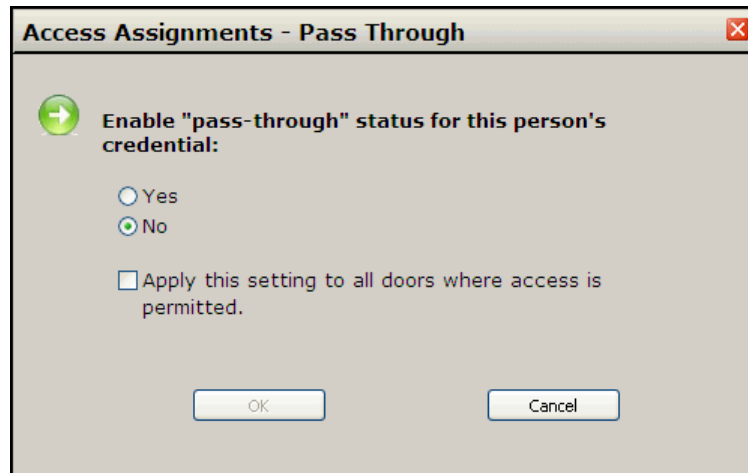 Access Assignments - Pass Through
Enable "pass-through" status for this person's
credential:
Yes
No
Apply this setting to all doors where access is
permitted.
OK
Cancel